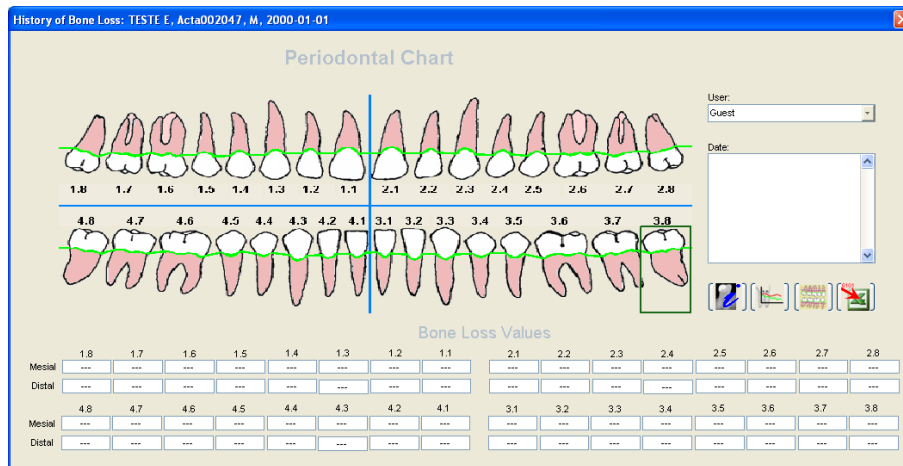 History of Bone Loss: TESTE E, Acta002047, M, 2000-01-01
Periodontal Chart
User:
Guest
Date:
1.8 1.7 1.6 1.5 1.4 1.3 1.2 1.1 2.1 2.2 2.3 2.4 2.5 2.6 2.7 2.8
4.8 4.7 4.6 4.5 4.4 4.3 4.2 4.1 3.1 3.2 3.3 3.4 3.5 3.6 3.7 3.8
0101
Bone Loss Values
1.8 1.7 1.6 1.5 1.4 1.3 1.2 1.1 2.1 2.2 2.3 2.4 2.5 2.6 2.7 2.8
Mesial --- --- --- --- --- --- --- --- --- --- --- --- --- --- --- ---
Distal --- --- --- --- --- --- --- --- --- --- --- --- --- --- --- ---
4.8 4.7 4.6 4.5 4.4 4.3 4.2 4.1 3.1 3.2 3.3 3.4 3.5 3.6 3.7 3.8
Mesial --- --- --- --- --- --- --- --- --- --- --- --- --- --- --- ---
Distal --- --- --- --- --- --- --- --- --- --- --- --- --- --- --- ---